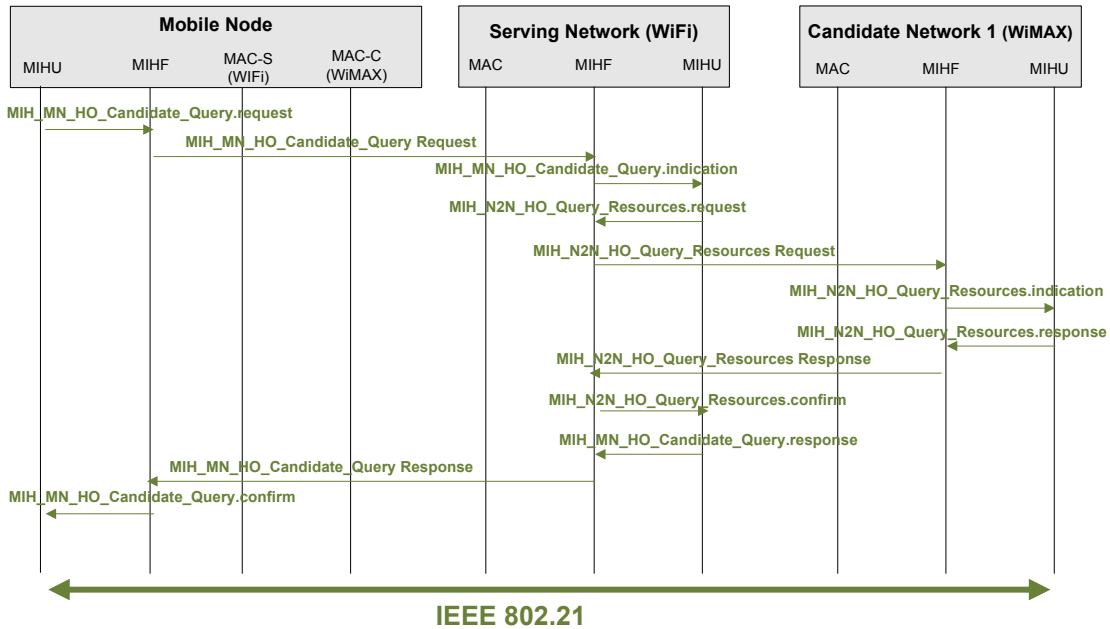 Mobile Node
MIHU
MIHF
MAC-S
(WIFi)
MAC-C
(WiMAX)
Serving Network (WiFi)
MAC
MIHF
MIHU
Candidate Network 1 (WiMAX)
MAC
MIHF
MIHU
MIH_MN_HO_Candidate_Query.request
MIH_MN_HO_Candidate_Query Request
MIH_MN_HO_Candidate_Query.indication
MIH_N2N_HO_Query_Resources.request
MIH_N2N_HO_Query_Resources Request
MIH_N2N_HO_Query_Resources.indication
MIH_N2N_HO_Query_Resources.response
MIH_N2N_HO_Query_Resources Response
MIH_N2N_HO_Query_Resources.confirm
MIH_MN_HO_Candidate_Query.response
MIH_MN_HO_Candidate_Query Response
MIH_MN_HO_Candidate_Query.confirm
IEEE 802.21